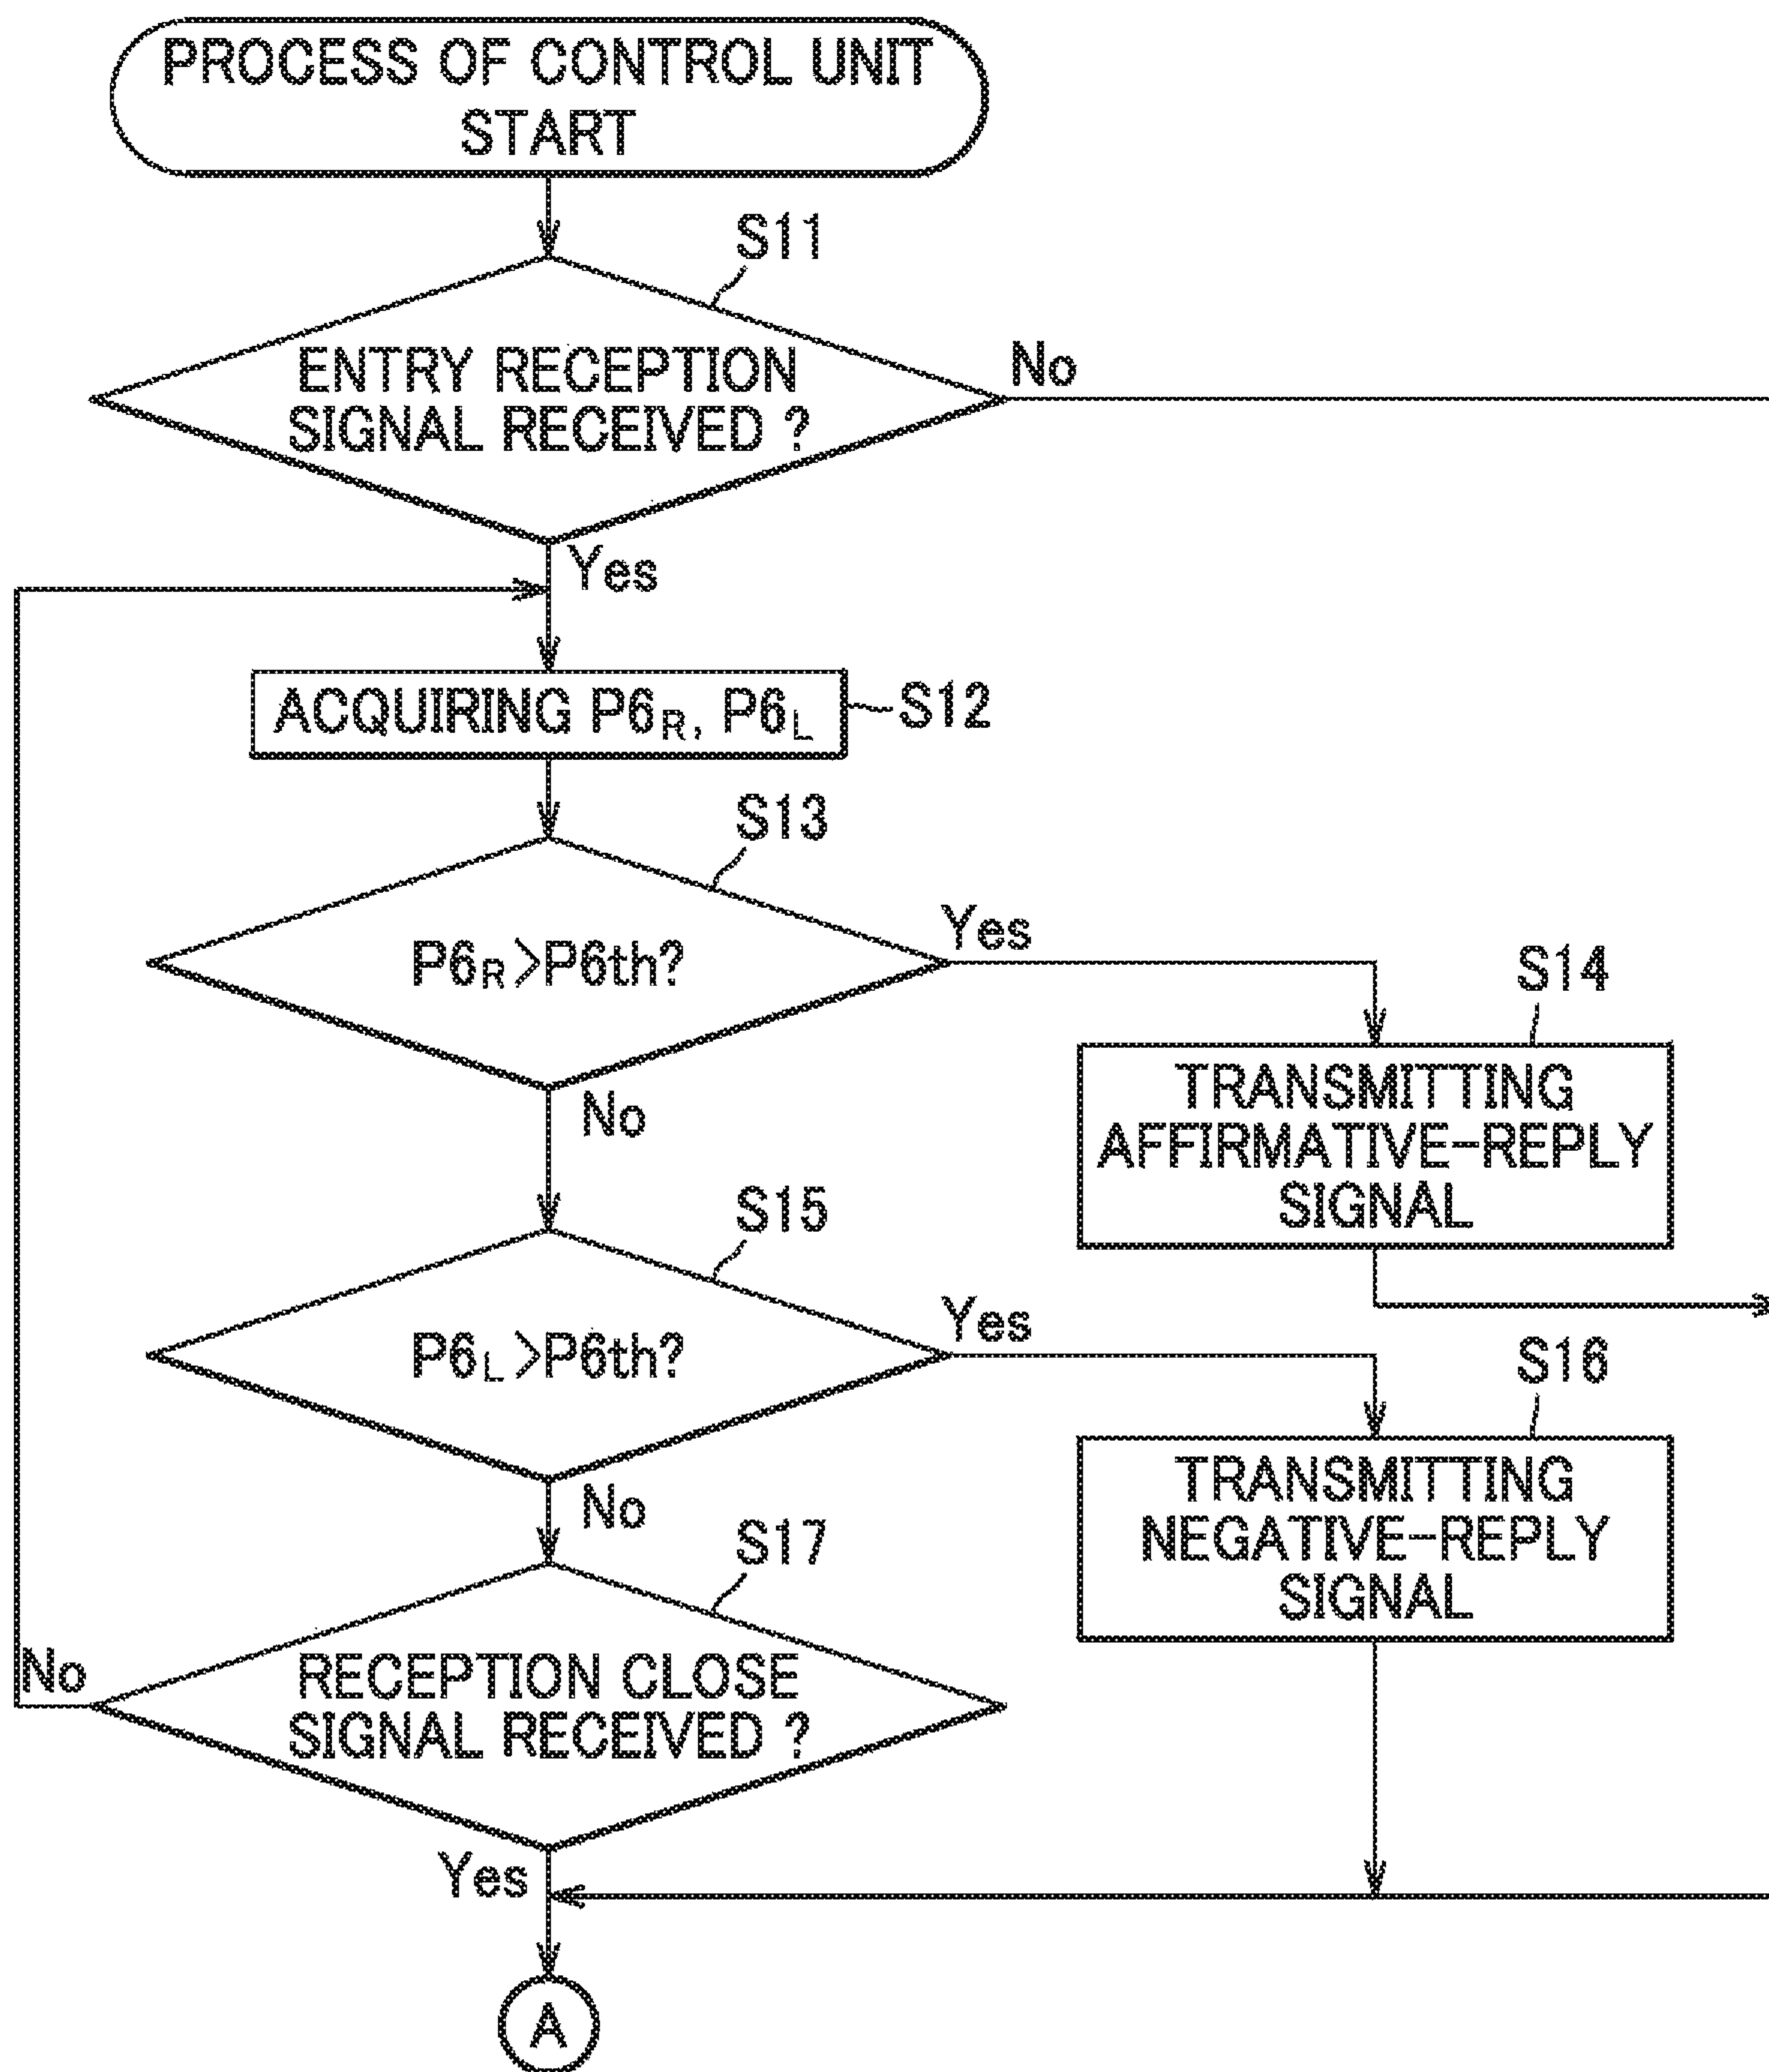 PROCESS OF CONTROL UNIT
START
S11
ENTRY RECEPTION
SIGNAL RECEIVED ?
No
Yes
ACQUIRING P6R, P6L
S12
S13
P6R>P6th?
Yes
No
S14
TRANSMITTING
AFFIRMATIVE-REPLY
SIGNAL
S15
P6L>P6th?
Yes
No
S16
TRANSMITTING
NEGATIVE-REPLY
SIGNAL
S17
RECEPTION CLOSE
SIGNAL RECEIVED ?
No
Yes
A